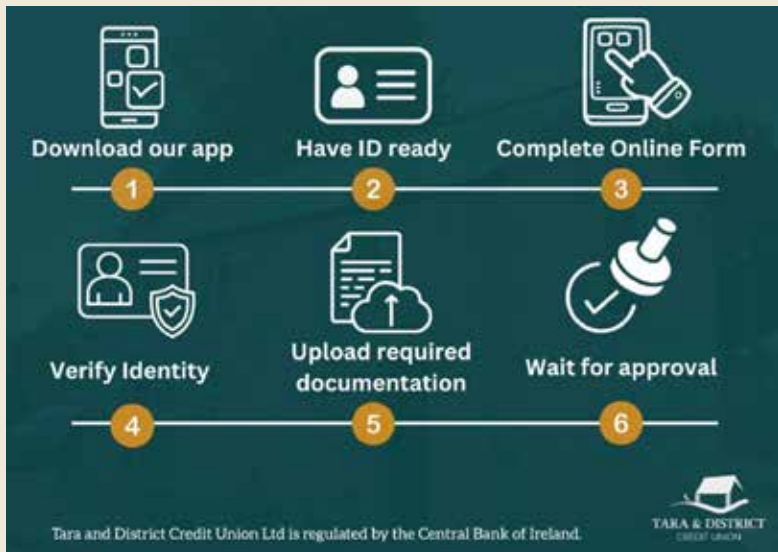 Download our app
Have ID ready
Complete Online Form
1
2
3
Verify Identity
Upload required
documentation
Wait for approval
4
5
6
Tara and District Credit Union Ltd is regulated by the Central Bank of Ireland.
TARA & DISTRICT
CREDIT UNION